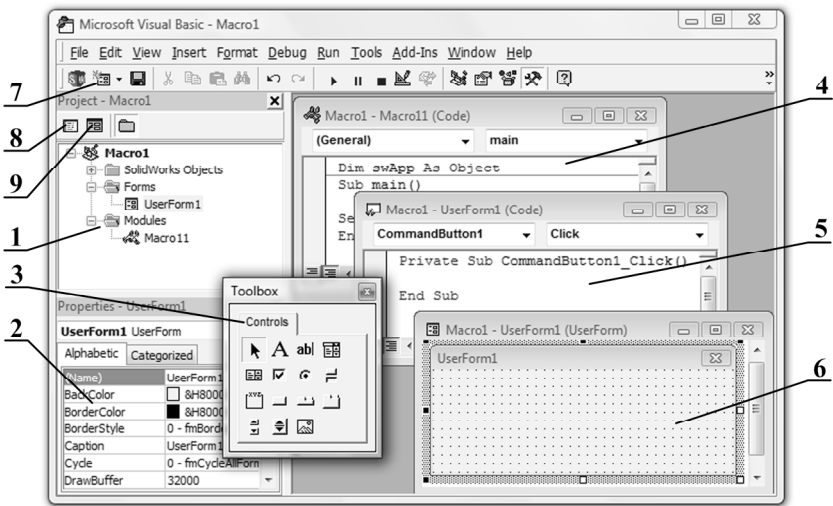 Microsoft Visual Basic - Macro1
File Edit View Insert Format Debug Run Tools Add-Ins Window Help
7
Project - Macro1
8
9
Macro1
SolidWorks Objects
Forms
UserForm1
Modules
Macro11
1
3
Properties - UserForm1
UserForm1 UserForm
Alphabetic Categorized
2
(Name) UserForm1
BackColor &H8000
BorderColor &H8000
BorderStyle 0 - fmBorde
Caption UserForm1
Cycle 0 - fmCycleAllForm
DrawBuffer 32000
Toolbox
Controls
A ab|
XYZ
Macro1 - Macro11 (Code)
4
(General) main
Dim swApp As Object
Sub main()
Se
En
Macro1 - UserForm1 (Code)
CommandButton1 Click
5
Private Sub CommandButton1_Click()
End Sub
Macro1 - UserForm1 (UserForm)
UserForm1
6